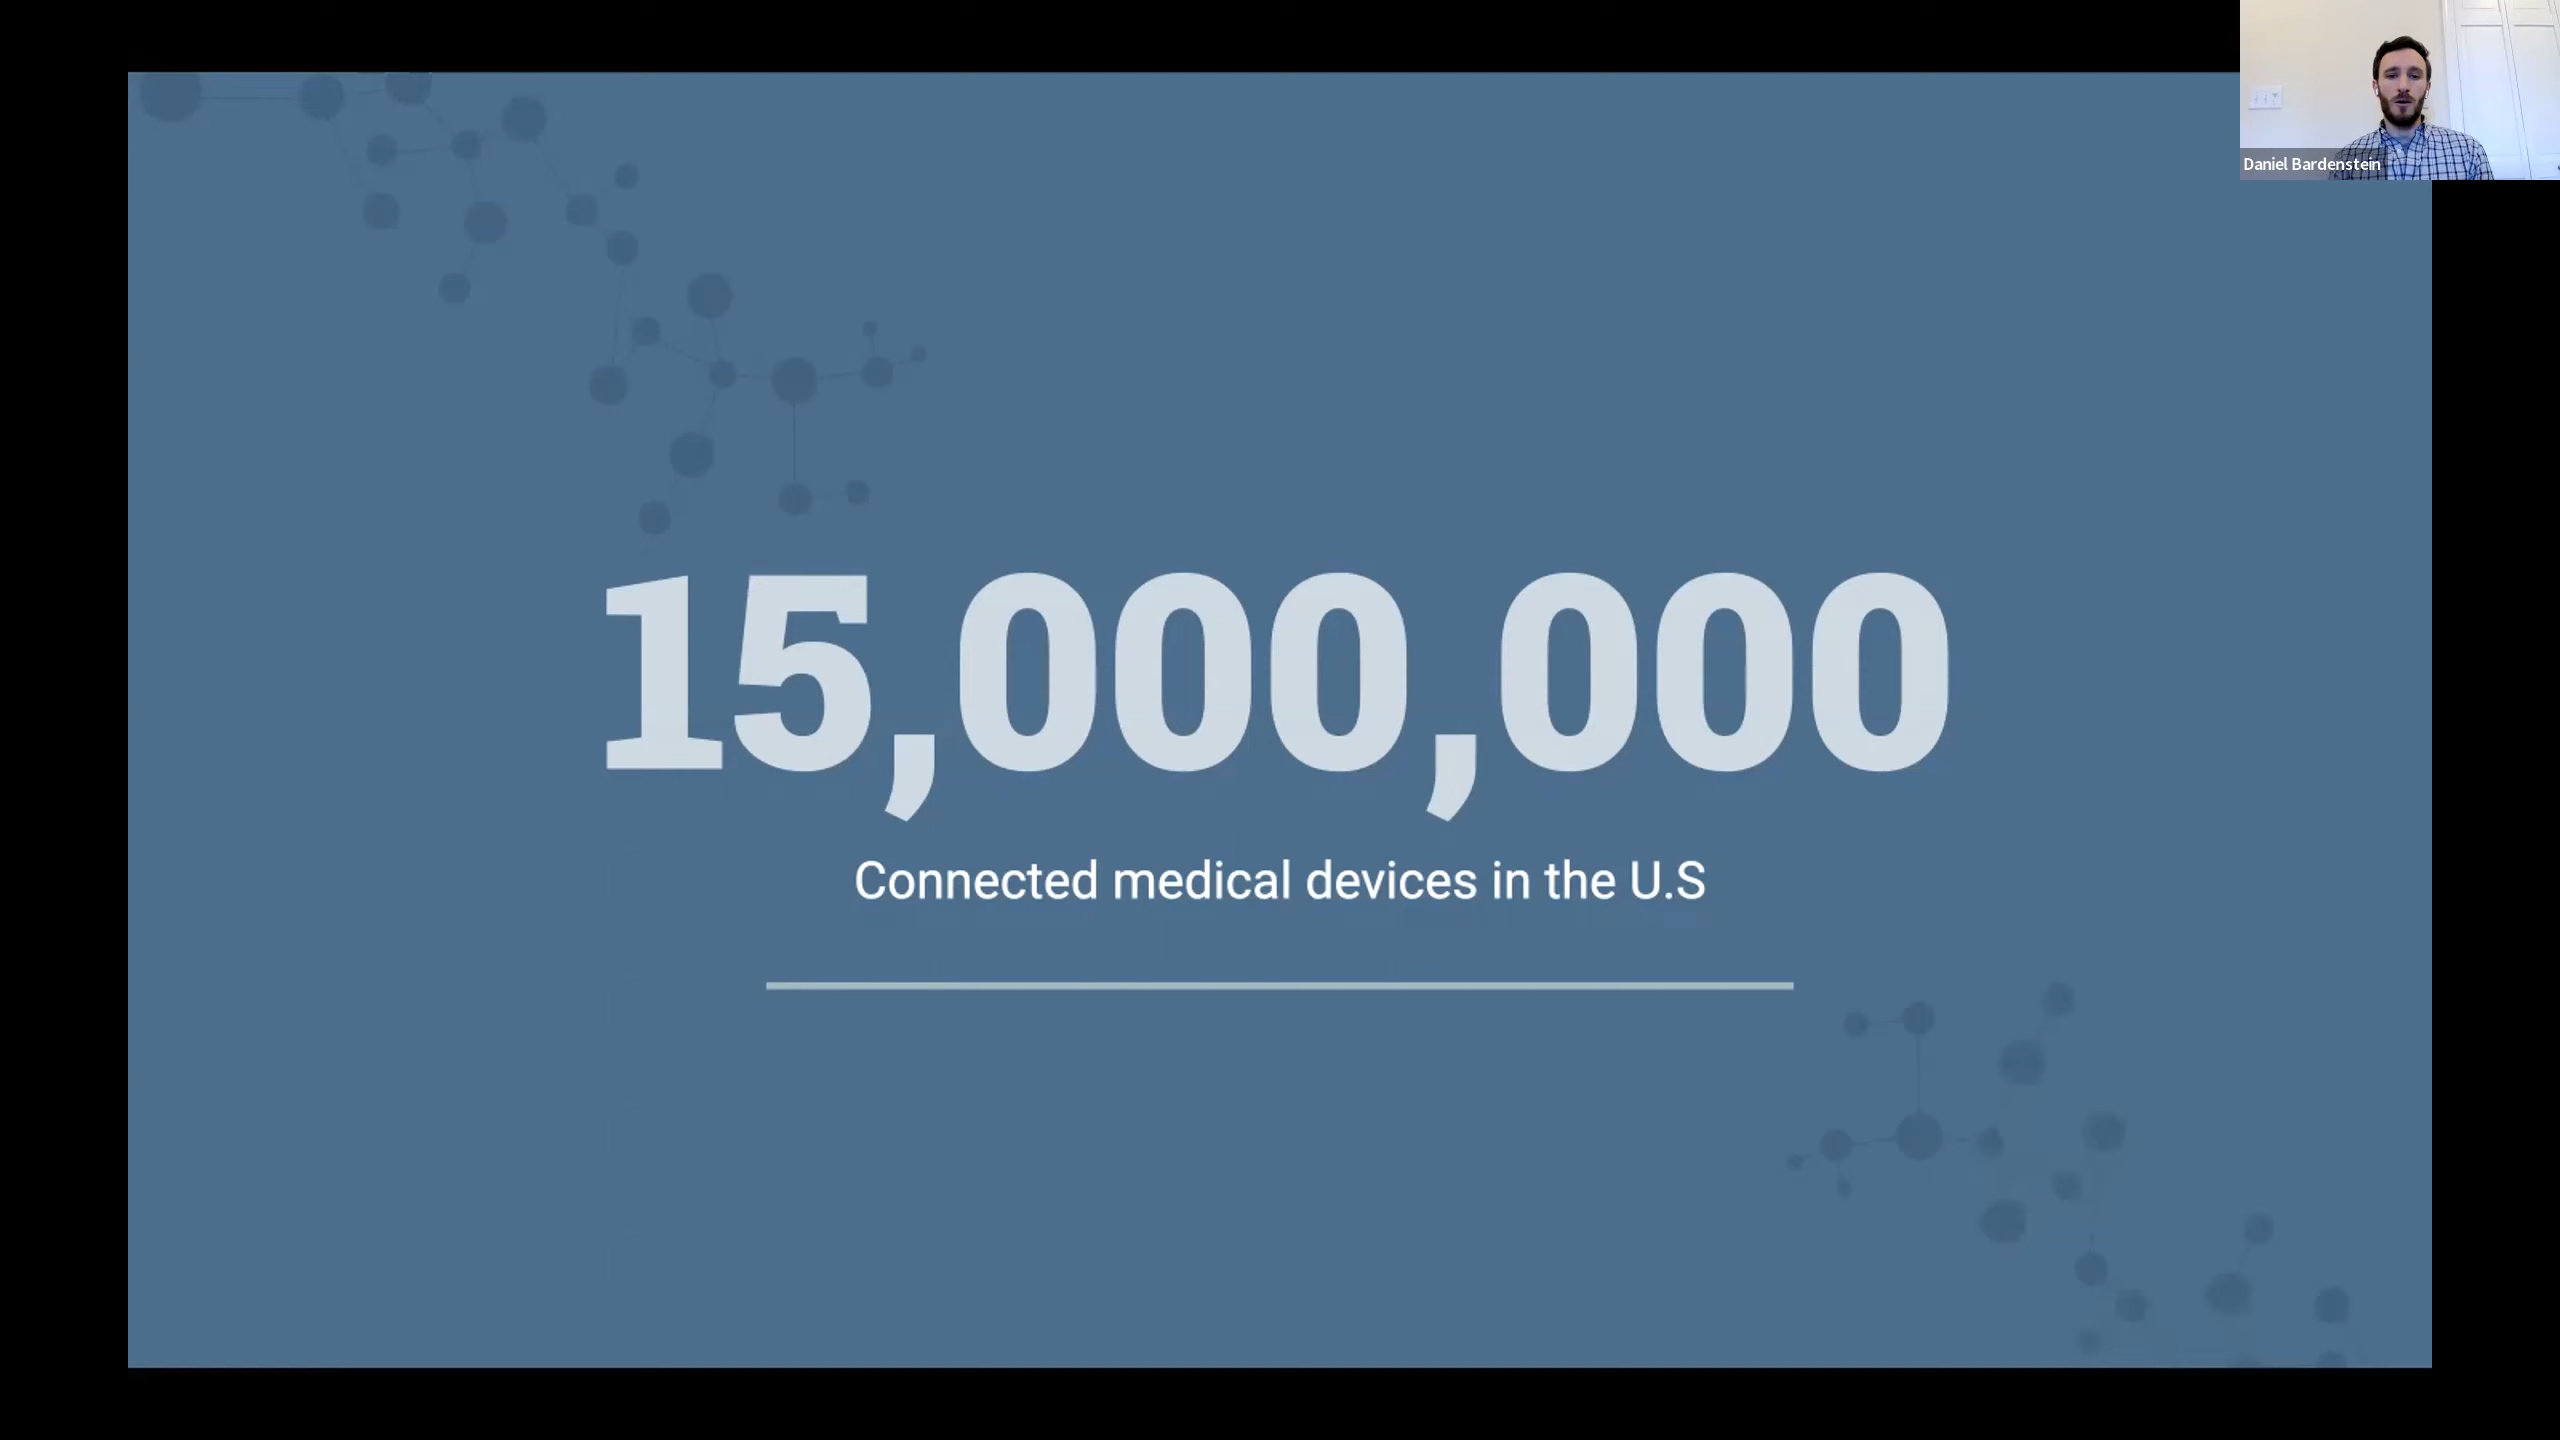 Daniel Bardenstein
15,000,000
Connected medical devices in the U.S